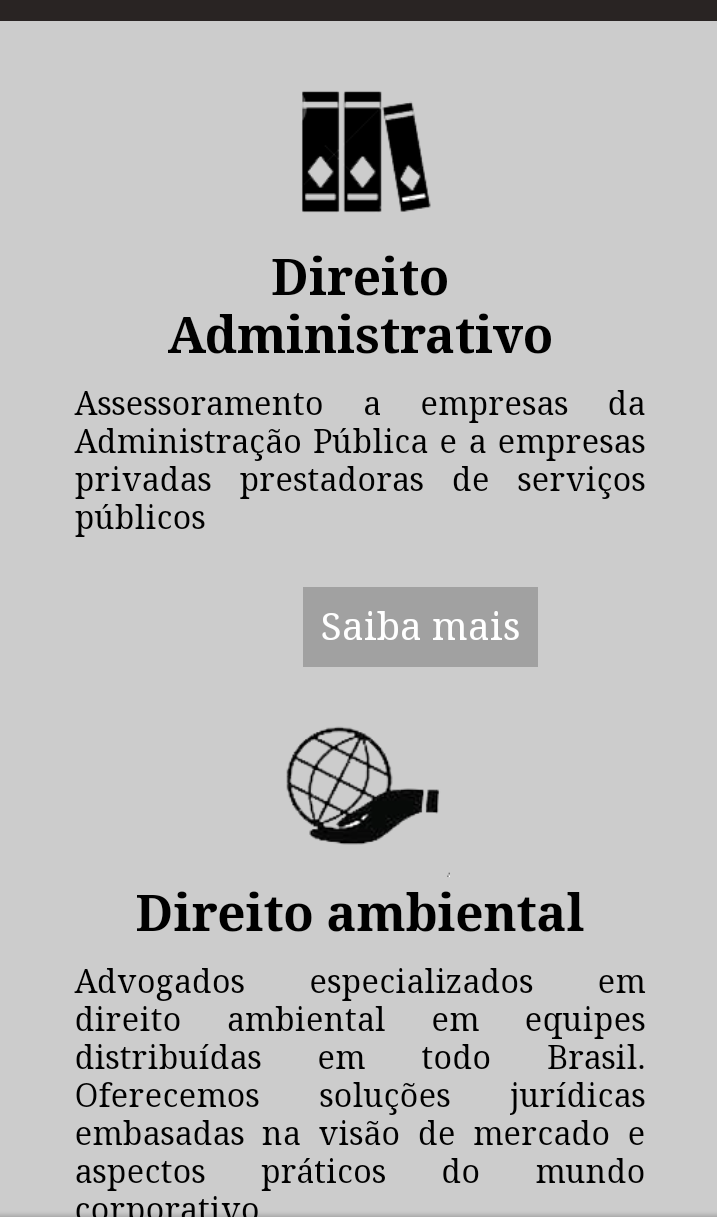 Direito
Administrativo
Assessoramento a empresas da
Administração Pública e a empresas
privadas prestadoras de serviços
públicos
Saiba mais
Direito ambiental
Advogados especializados em
direito ambiental em equipes
distribuídas em todo Brasil.
Oferecemos soluções jurídicas
embasadas na visão de mercado e
aspectos práticos do mundo
corporativo